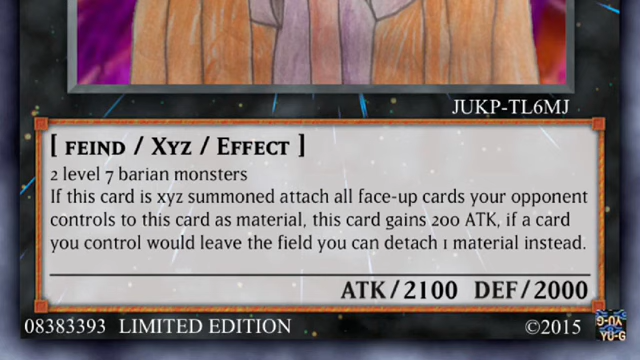 JUKP-TL6MJ
[ FEIND / XYZ / EFFECT ]
2 level 7 barian monsters
If this card is xyz summoned attach all face-up cards your opponent
controls to this card as material, this card gains 200 ATK, if a card
you control would leave the field you can detach 1 material instead.
ATK/2100 DEF/2000
08383393 LIMITED EDITION ©2015
YU-G
YU-G